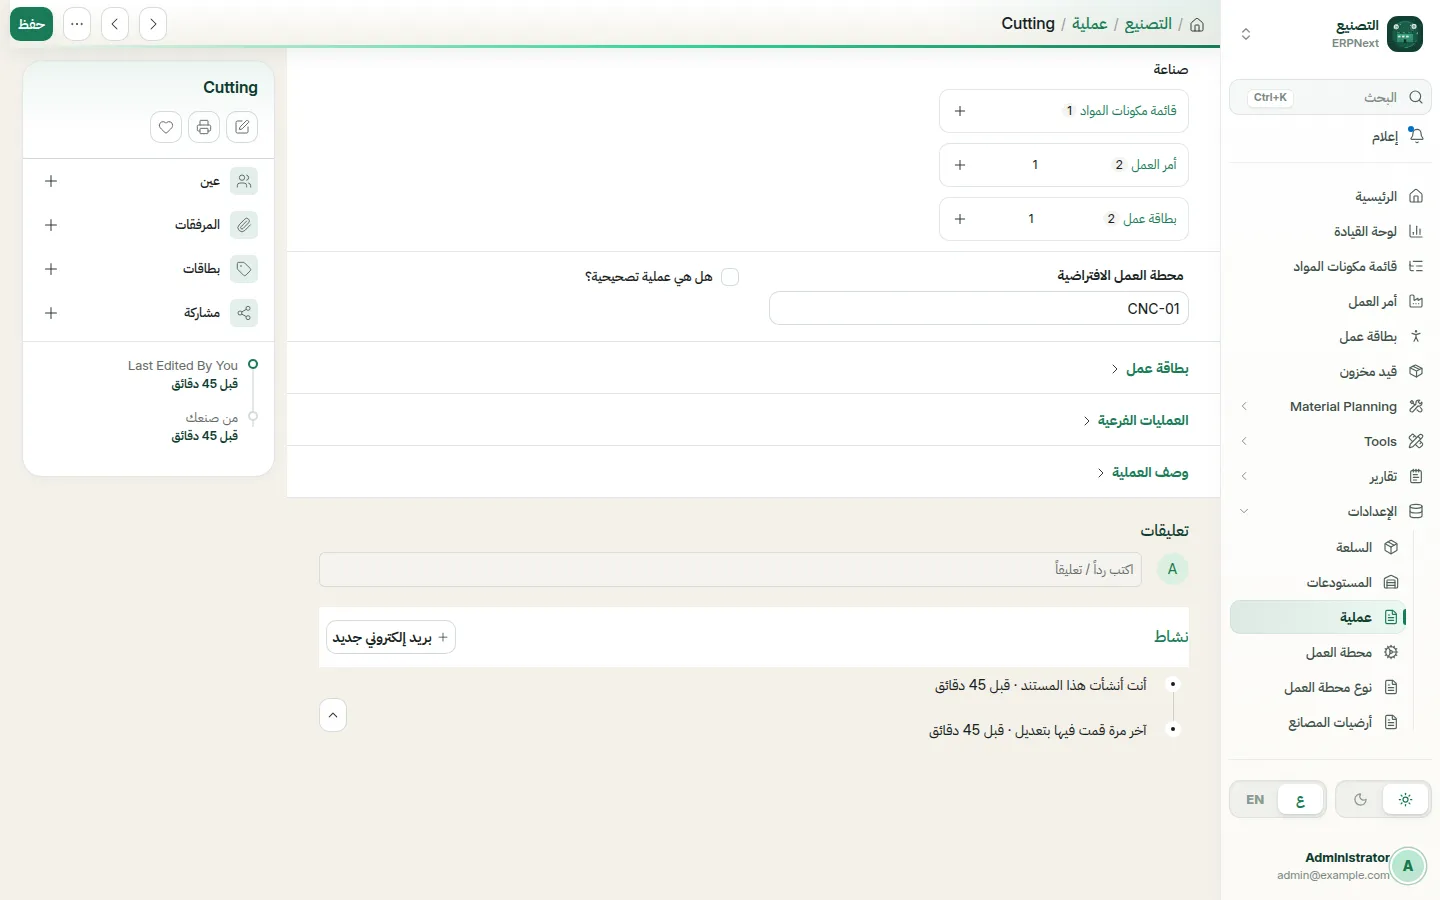 التصنيع
ERPNext
البحث
Ctrl+K
إعلام
الرئيسية
لوحة القيادة
قائمة مكونات المواد
أمر العمل
بطاقة عمل
قيد مخزون
Material Planning
Tools
تقارير
الإعدادات
السلعة
المستودعات
عملية
محطة العمل
نوع محطة العمل
أرضيات المصانع
ع
EN
Administrator
admin@example.com
A
التصنيع / عملية / Cutting
حفظ
صناعة
قائمة مكونات المواد 1
أمر العمل 2 1
بطاقة عمل 2 1
محطة العمل الافتراضية
CNC-01
هل هي عملية تصحيحية؟
بطاقة عمل
العمليات الفرعية
وصف العملية
تعليقات
A
اكتب رداً / تعليقاً
نشاط
بريد إلكتروني جديد
أنت أنشأت هذا المستند · قبل 45 دقائق
آخر مرة قمت فيها بتعديل · قبل 45 دقائق
Cutting
عين
المرفقات
بطاقات
مشاركة
Last Edited By You
قبل 45 دقائق
من صنعك
قبل 45 دقائق